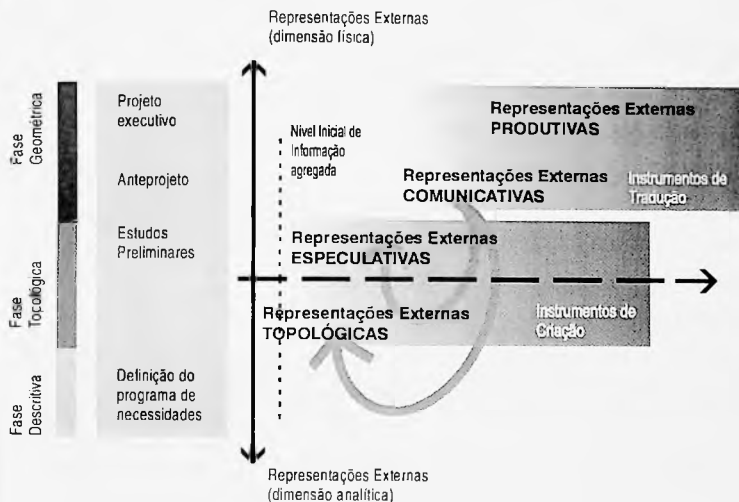 Representações Externas
(dimensão física)
Fase
Geométrica
Projeto
executivo
Anteprojeto
Fase
Topológica
Estudos
Preliminares
Fase
Descritiva
Definição do
programa de
necessidades
Nível Inicial de
Informação
agregada
Representações Externas
PRODUTIVAS
Representações Externas
COMUNICATIVAS
Instrumentos de
Tradução
Representações Externas
ESPECULATIVAS
Representações Externas
TOPOLÓGICAS
Instrumentos de
Criação
Representações Externas
(dimensão analítica)